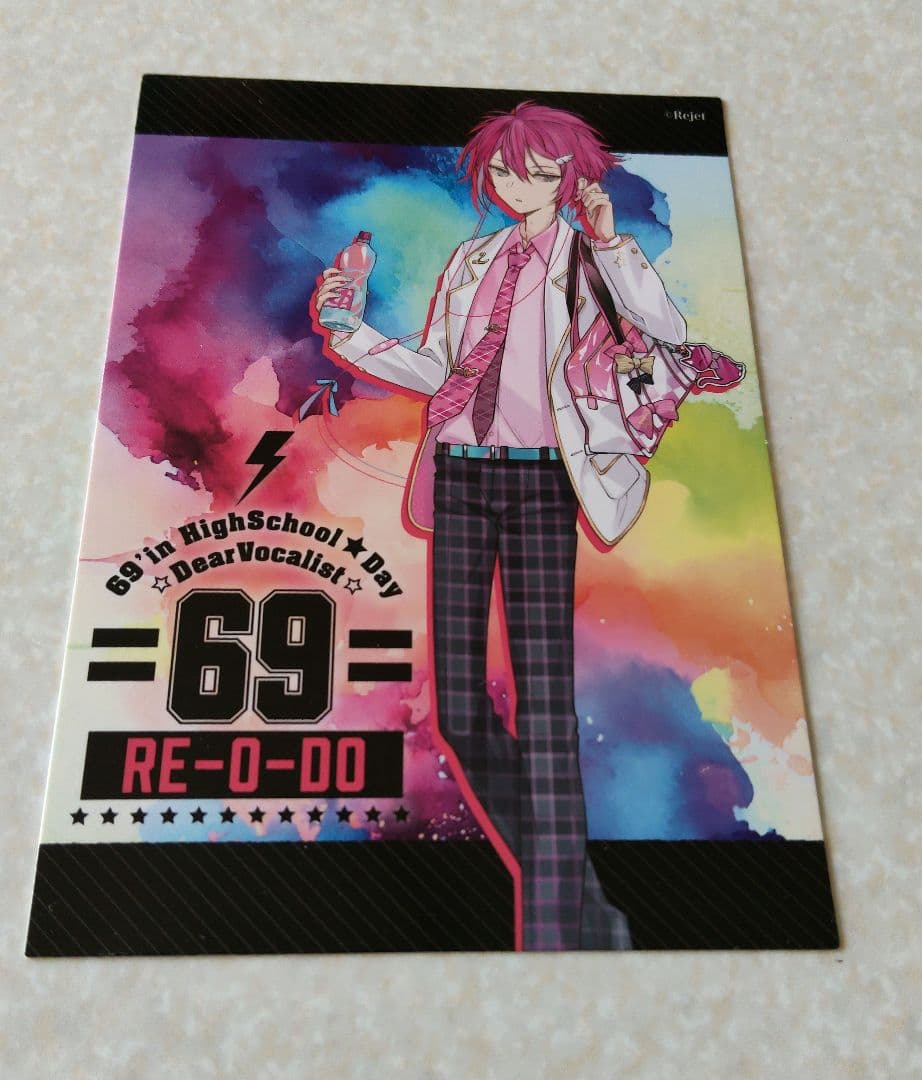 ©Rejet
69'in HighSchool★Day
☆DearVocalist☆
=69=
RE-O-DO
★★★★★★★★★★★★